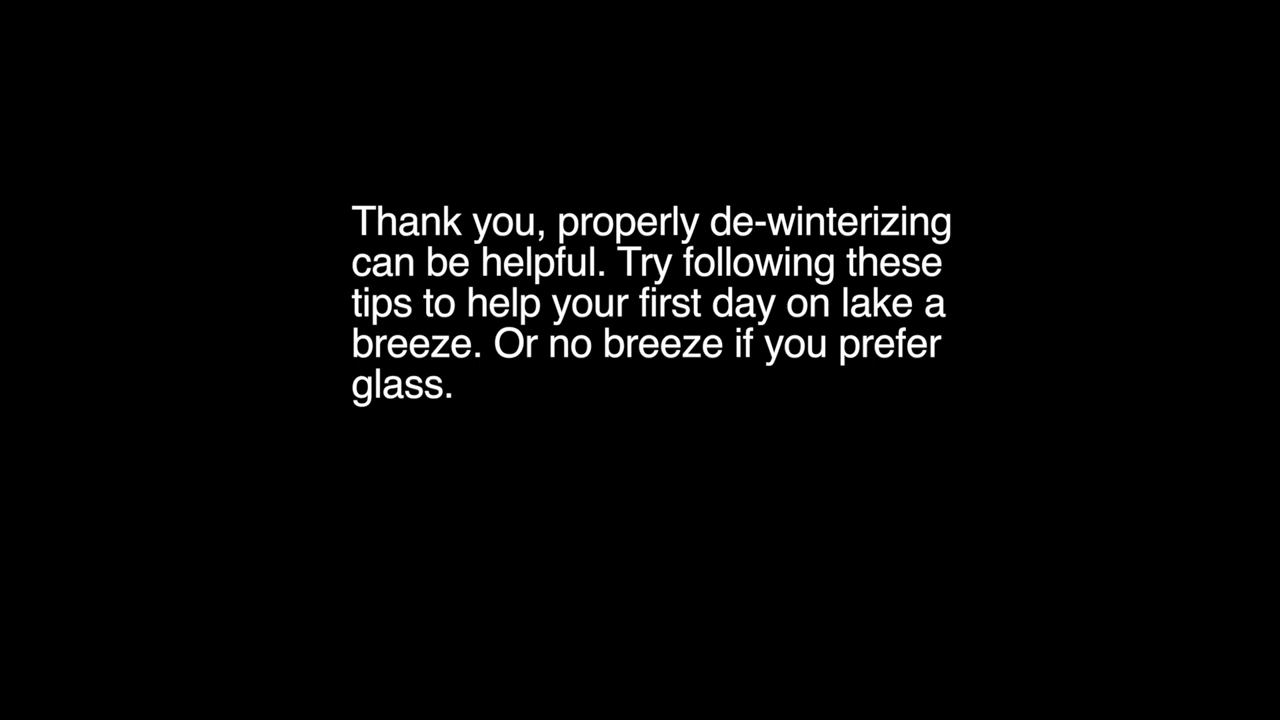 Thank you, properly de-winterizing
can be helpful. Try following these
tips to help your first day on lake a
breeze. Or no breeze if you prefer
glass.